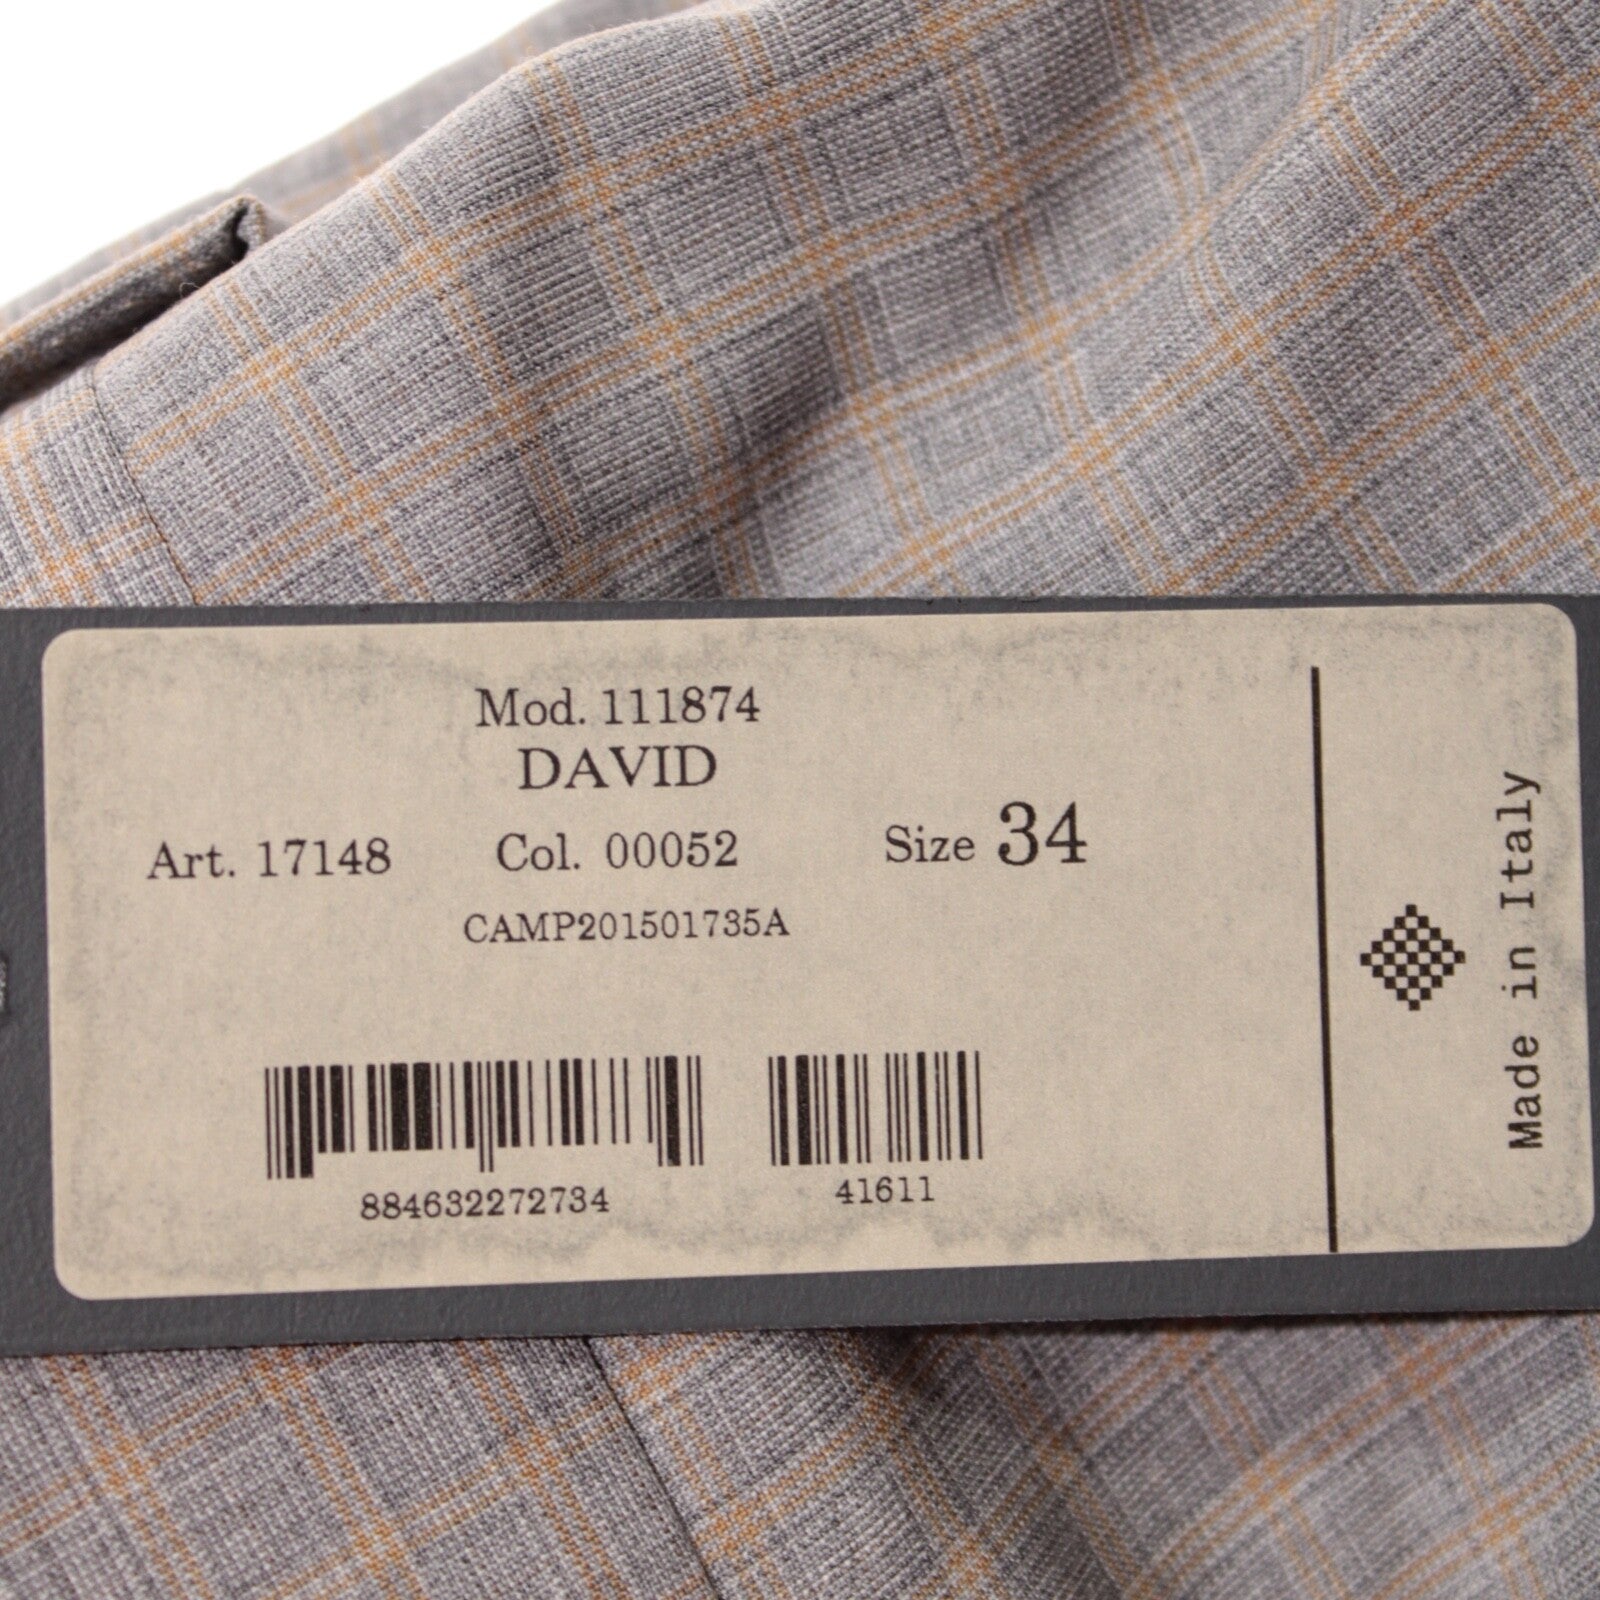 Mod. 111874
DAVID
Art. 17148 Col. 00052 Size 34
CAMP201501735A
884632272734 41611
Made in Italy